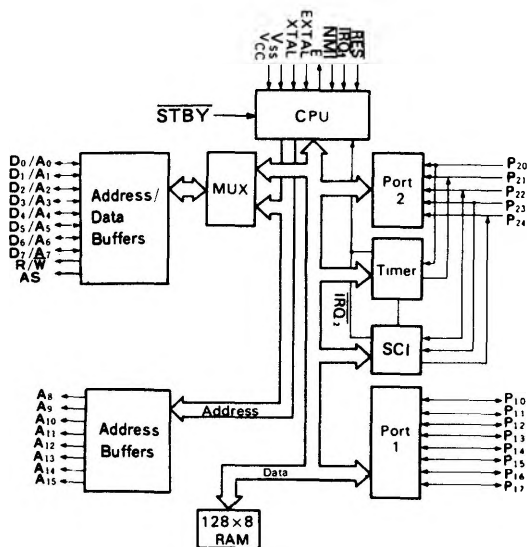 VCC
VSS
XTAL
EXTAL
E
NMI
IRQ1
RES
STBY
CPU
D0/A0
D1/A1
D2/A2
D3/A3
D4/A4
D5/A5
D6/A6
D7/A7
R/W
AS
Address/
Data
Buffers
MUX
Port
2
P20
P21
P22
P23
P24
Timer
IRQ2
SCI
A8
A9
A10
A11
A12
A13
A14
A15
Address
Buffers
Address
Data
Port
1
P10
P11
P12
P13
P14
P15
P16
P17
128×8
RAM